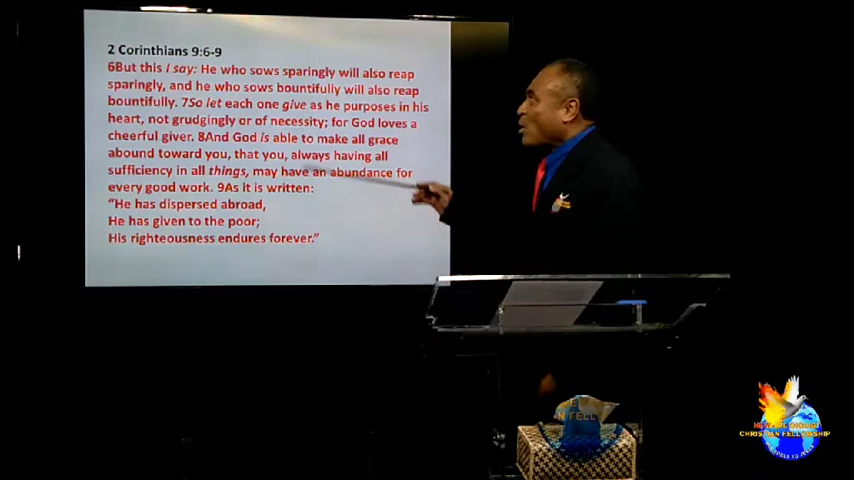 2 Corinthians 9:6-9
6But this I say: He who sows sparingly will also reap
sparingly, and he who sows bountifully will also reap
bountifully. 7So let each one give as he purposes in his
heart, not grudgingly or of necessity; for God loves a
cheerful giver. 8And God is able to make all grace
abound toward you, that you, always having all
sufficiency in all things, may have an abundance for
every good work. 9As it is written:
“He has dispersed abroad,
He has given to the poor;
His righteousness endures forever.”
CHRISTIAN FELLOWSHIP